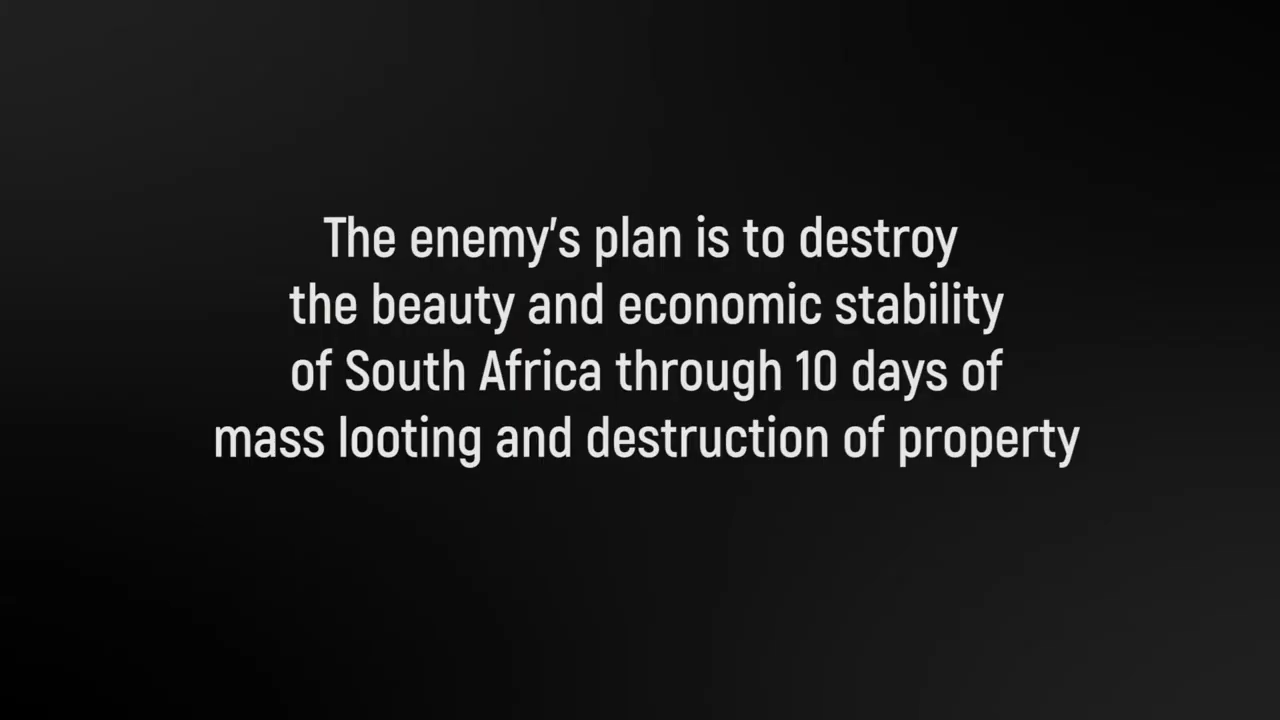 The enemy's plan is to destroy
the beauty and economic stability
of South Africa through 10 days of
mass looting and destruction of property